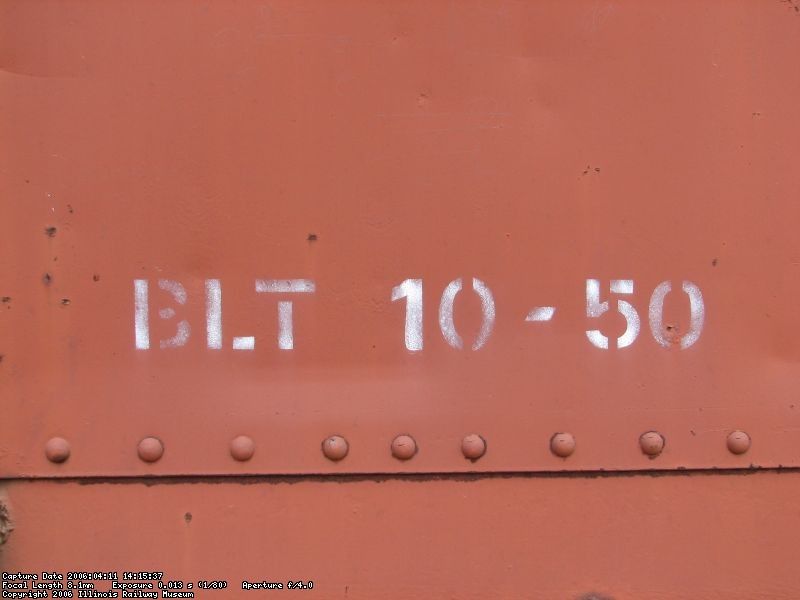 BLT 10-50
Capture Date 2006:04:11 14:15:37
Focal Length 8.1mm Exposure 0.013 s (1/80) Aperture f/4.0
Copyright 2006 Illinois Railway Museum